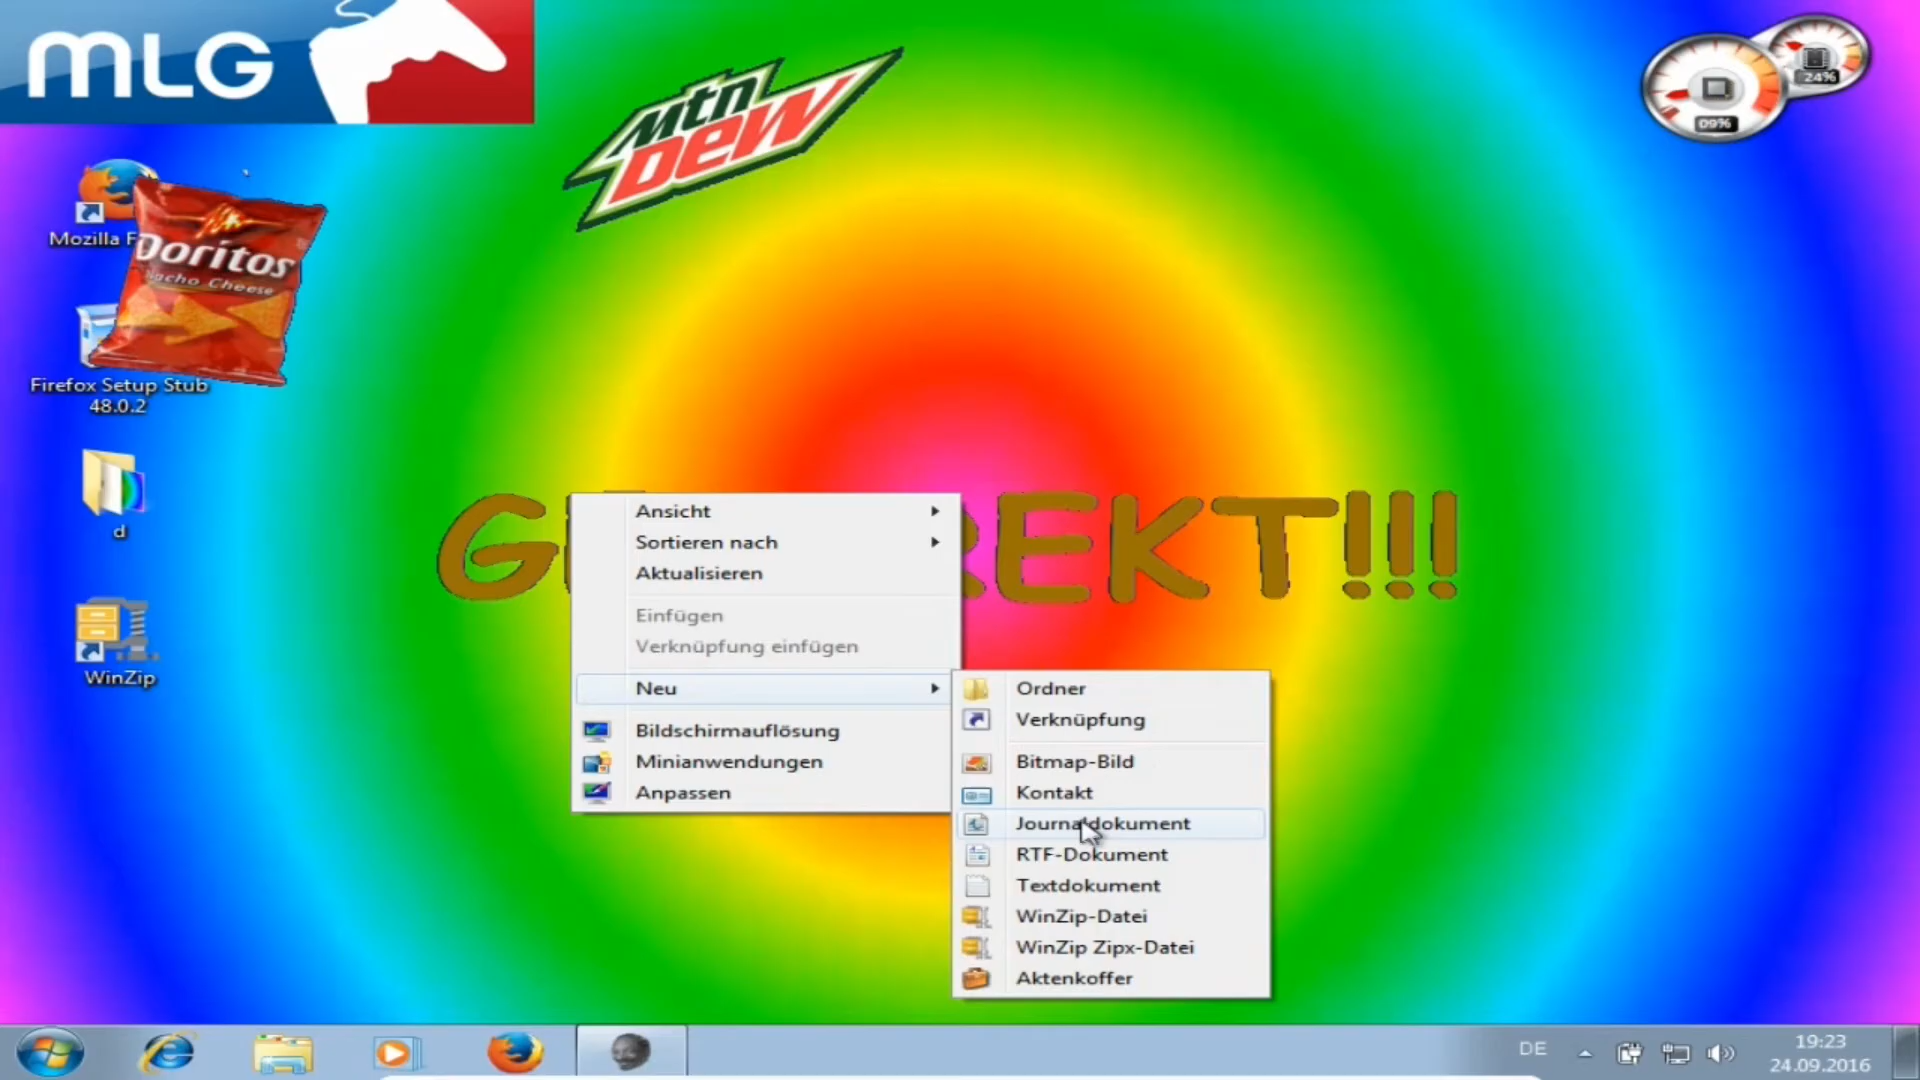 MLG
mtn
DEW
24%
09%
Mozilla F
Doritos
Nacho Cheese
Firefox Setup Stub
48.0.2
d
WinZip
G REKT!!!
Ansicht
Sortieren nach
Aktualisieren
Einfügen
Verknüpfung einfügen
Neu
Bildschirmauflösung
Minianwendungen
Anpassen
Ordner
Verknüpfung
Bitmap-Bild
Kontakt
Journaldokument
RTF-Dokument
Textdokument
WinZip-Datei
WinZip Zipx-Datei
Aktenkoffer
DE
19:23
24.09.2016